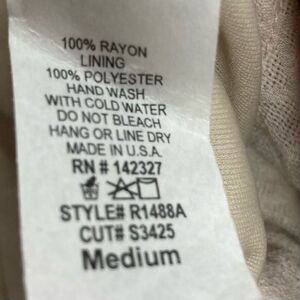 100% RAYON
LINING
100% POLYESTER
HAND WASH
WITH COLD WATER
DO NOT BLEACH
HANG OR LINE DRY
MADE IN U.S.A.
RN # 142327
STYLE# R1488A
CUT# S3425
Medium